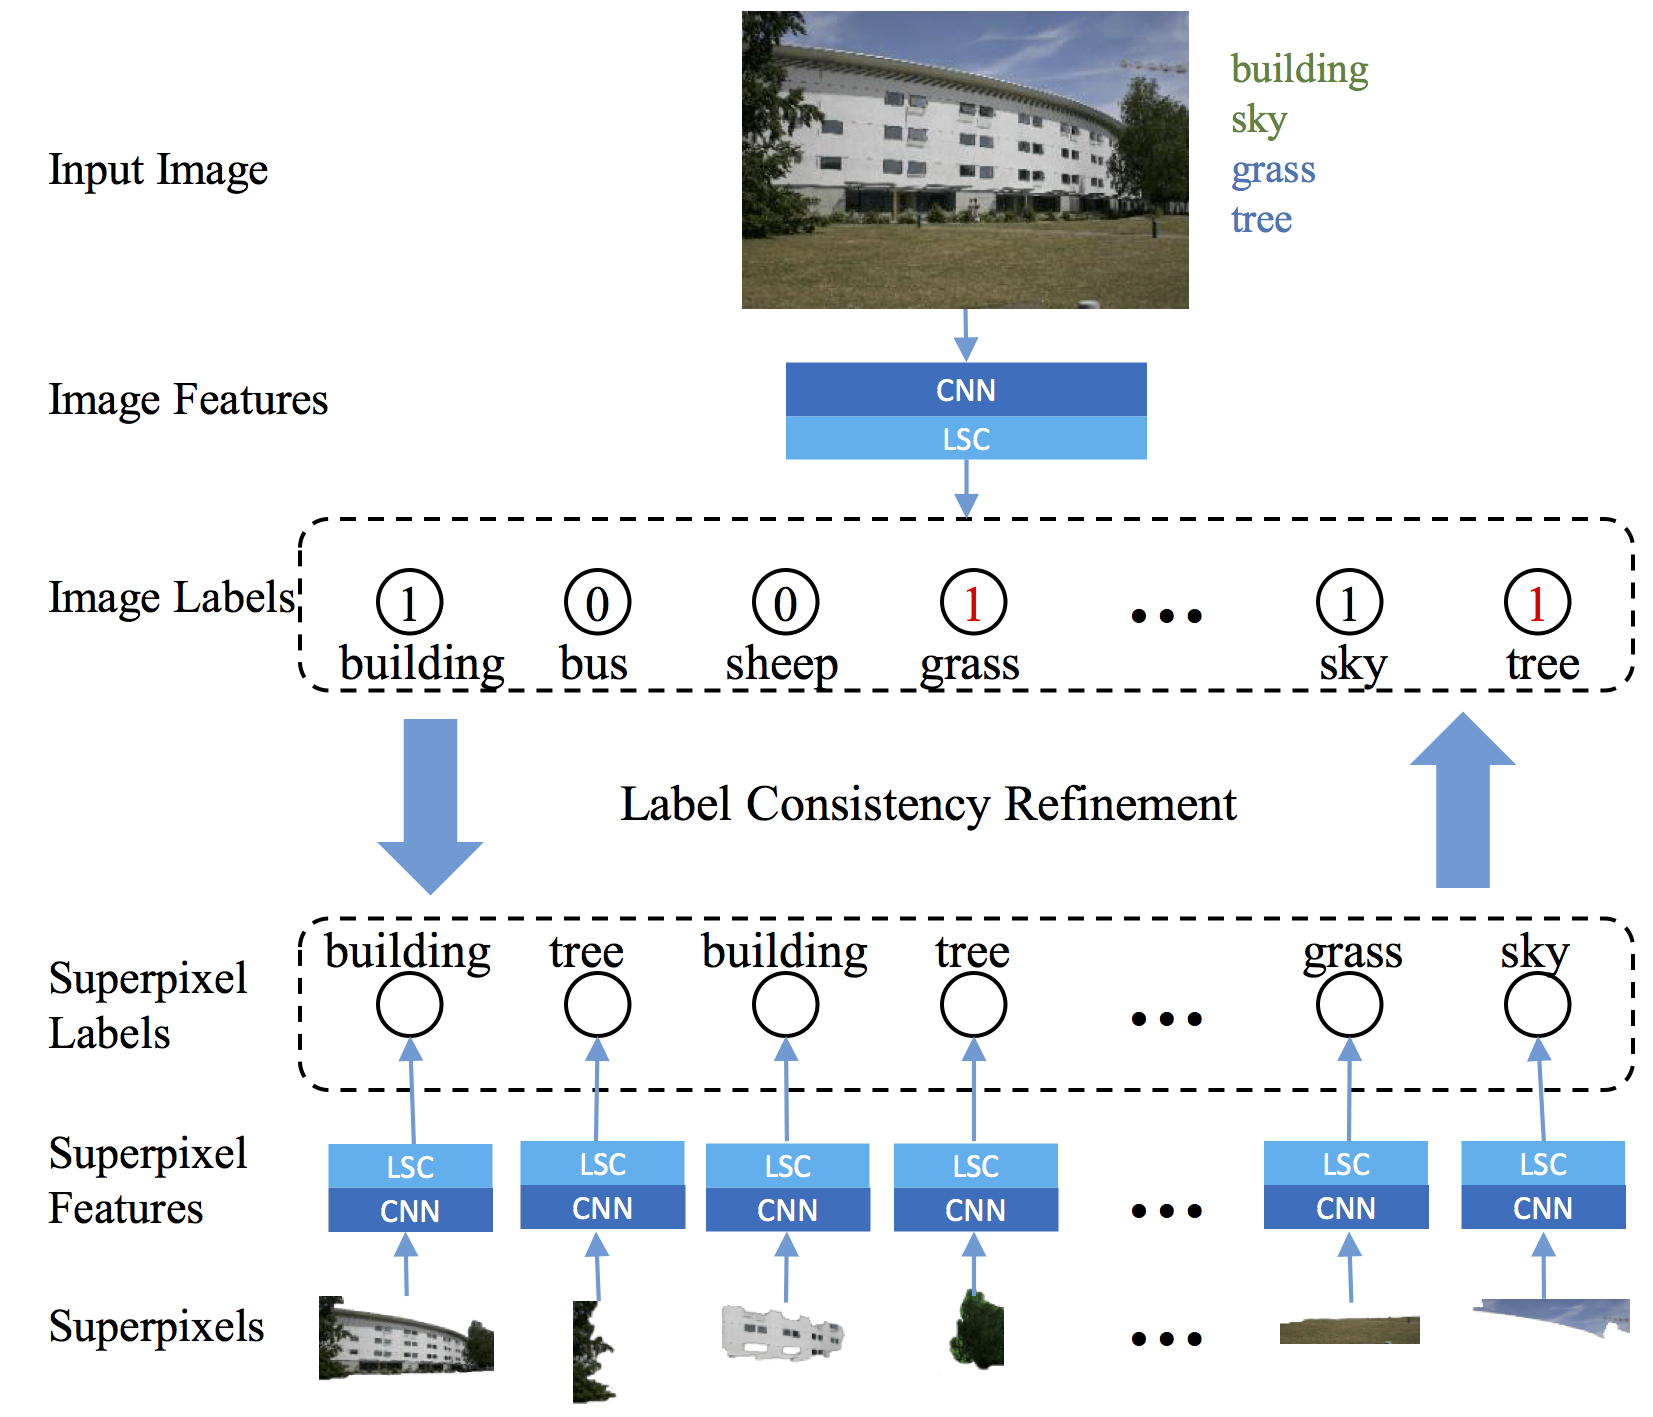 building
sky
grass
tree
Input Image
CNN
LSC
Image Features
1 0 0 1 ••• 1 1
Image Labels
building bus sheep grass sky tree
Label Consistency Refinement
building tree building tree grass sky
•••
Superpixel
Labels
LSC LSC LSC LSC LSC LSC
CNN CNN CNN CNN ••• CNN CNN
Superpixel
Features
Superpixels •••